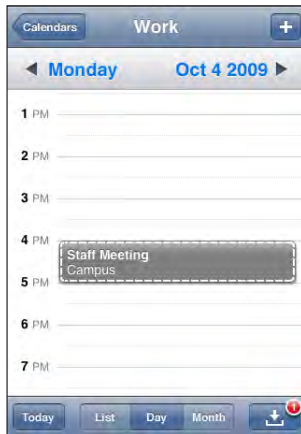 Calendars Work +
Monday Oct 4 2009
1 PM
2 PM
3 PM
4 PM
Staff Meeting
Campus
5 PM
6 PM
7 PM
Today List Day Month 1